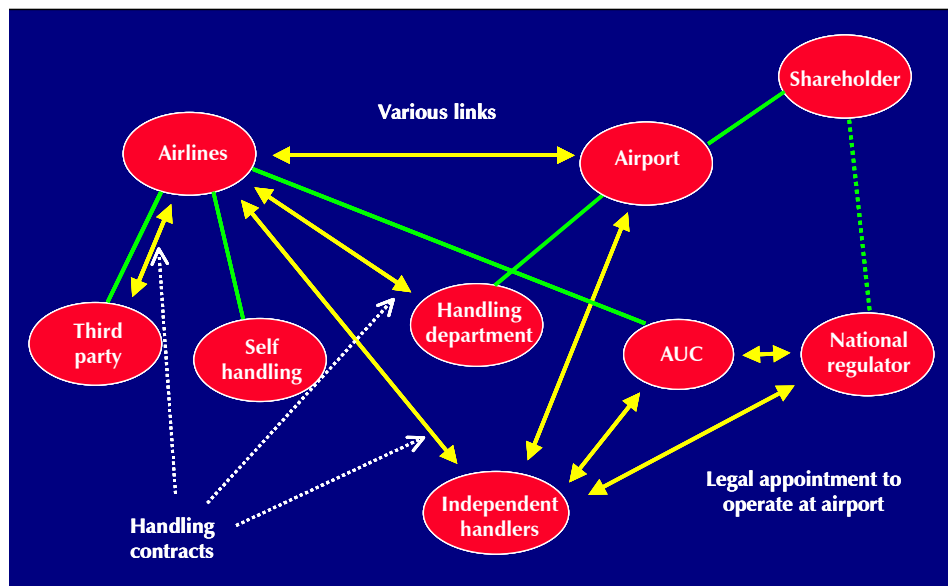 Shareholder
Various links
Airlines
Airport
Handling
department
Third
party
Self
handling
AUC
National
regulator
Legal appointment to
operate at airport
Independent
handlers
Handling
contracts